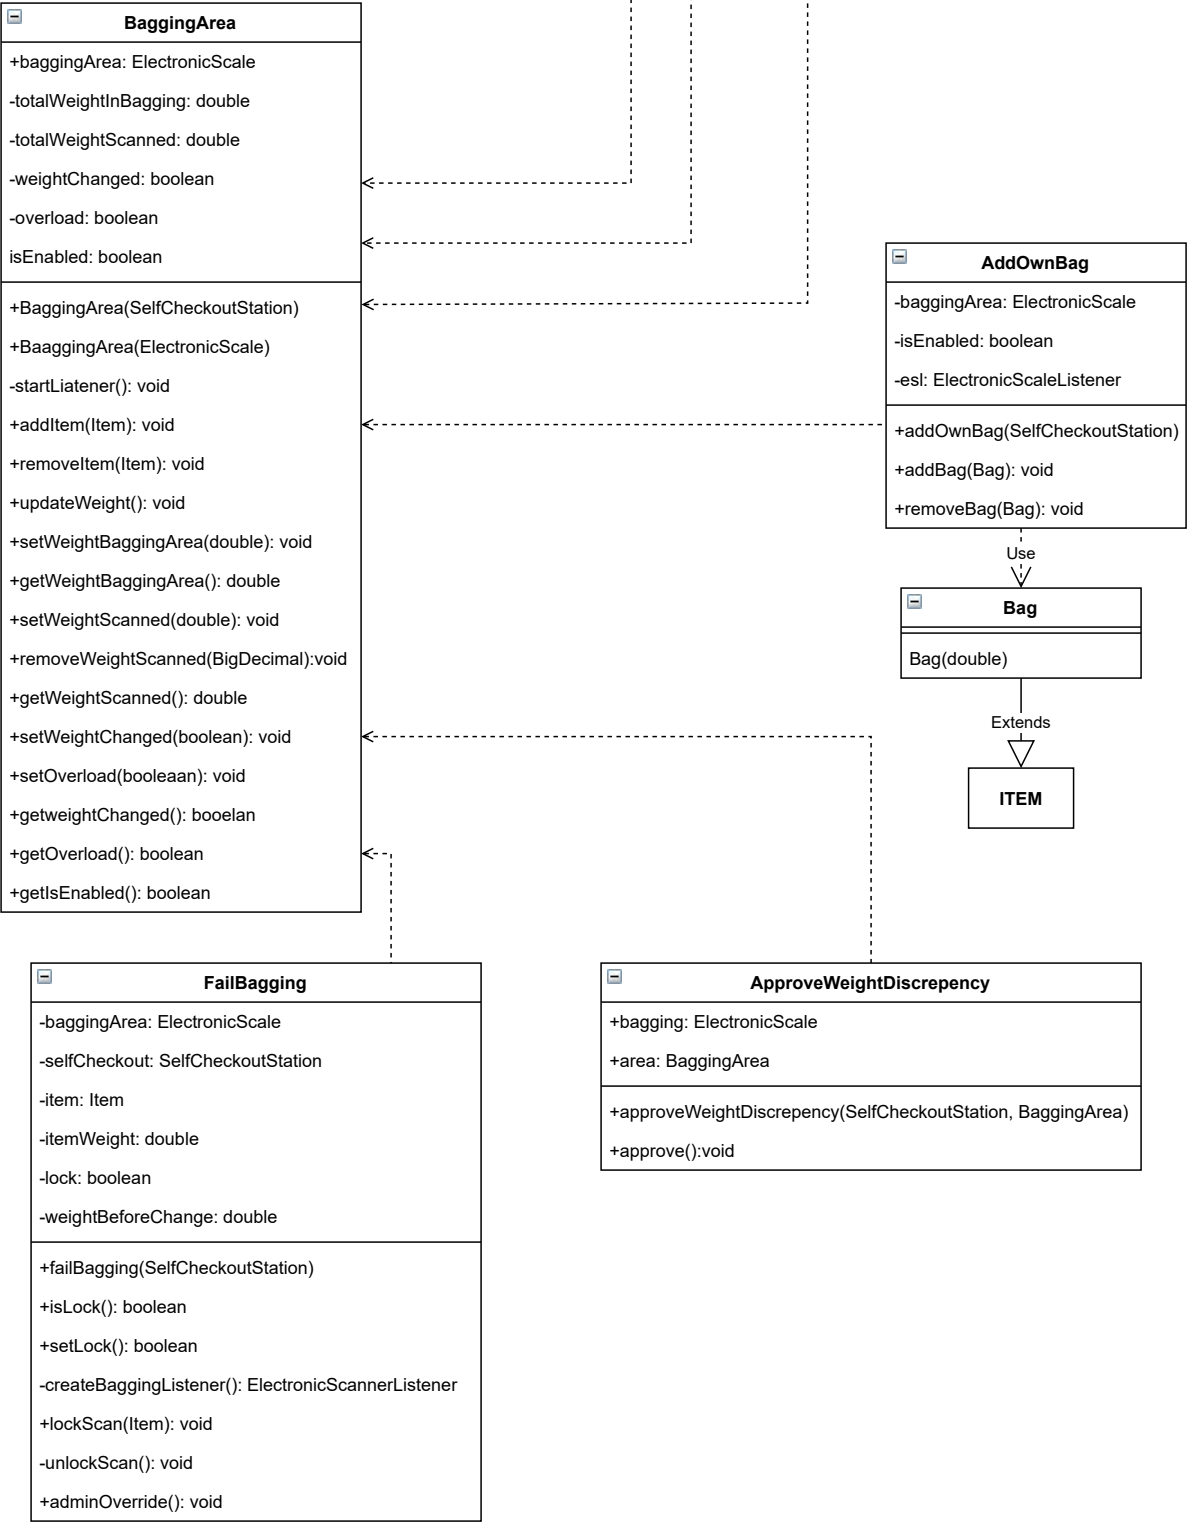 BaggingArea
+baggingArea: ElectronicScale
-totalWeightInBagging: double
-totalWeightScanned: double
-weightChanged: boolean
-overload: boolean
isEnabled: boolean
+BaggingArea(SelfCheckoutStation)
+BaaggingArea(ElectronicScale)
-startLiatener(): void
+addItem(Item): void
+removeItem(Item): void
+updateWeight(): void
+setWeightBaggingArea(double): void
+getWeightBaggingArea(): double
+setWeightScanned(double): void
+removeWeightScanned(BigDecimal):void
+getWeightScanned(): double
+setWeightChanged(boolean): void
+setOverload(booleaan): void
+getweightChanged(): booelan
+getOverload(): boolean
+getIsEnabled(): boolean
AddOwnBag
-baggingArea: ElectronicScale
-isEnabled: boolean
-esl: ElectronicScaleListener
+addOwnBag(SelfCheckoutStation)
+addBag(Bag): void
+removeBag(Bag): void
Use
Bag
Bag(double)
Extends
ITEM
FailBagging
-baggingArea: ElectronicScale
-selfCheckout: SelfCheckoutStation
-item: Item
-itemWeight: double
-lock: boolean
-weightBeforeChange: double
+failBagging(SelfCheckoutStation)
+isLock(): boolean
+setLock(): boolean
-createBaggingListener(): ElectronicScannerListener
+lockScan(Item): void
-unlockScan(): void
+adminOverride(): void
ApproveWeightDiscrepency
+bagging: ElectronicScale
+area: BaggingArea
+approveWeightDiscrepency(SelfCheckoutStation, BaggingArea)
+approve():void